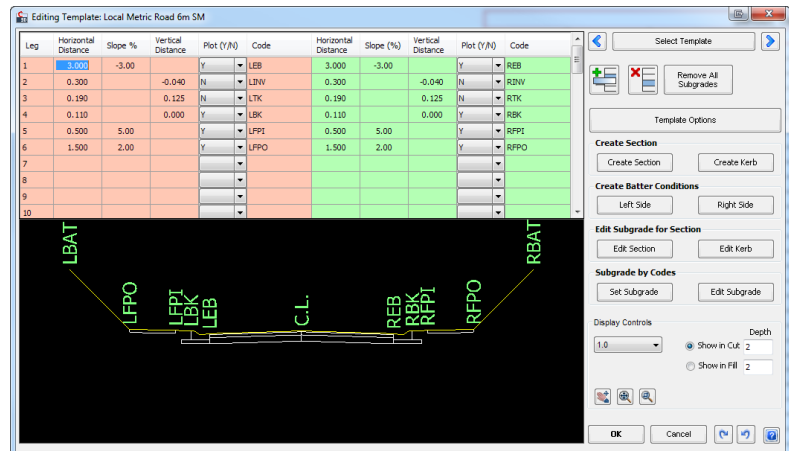 Editing Template: Local Metric Road 6m SM
Leg Horizontal Distance Slope % Vertical Distance Plot (Y/N) Code Horizontal Distance Slope (%) Vertical Distance Plot (Y/N) Code
1 3.000 -3.00 Y LEB 3.000 -3.00 Y REB
2 0.300 -0.040 N LINV 0.300 -0.040 N RINV
3 0.190 0.125 N LTK 0.190 0.125 N RTK
4 0.110 0.000 Y LBK 0.110 0.000 Y RBK
5 0.500 5.00 Y LFPI 0.500 5.00 Y RFPI
6 1.500 2.00 Y LFPO 1.500 2.00 Y RFPO
7
8
9
10
LBAT
LFPO
LFPI
LBK
LEB
C.L.
REB
RBK
RFPI
RFPO
RBAT
Select Template
Remove All
Subgrades
Template Options
Create Section
Create Section Create Kerb
Create Batter Conditions
Left Side Right Side
Edit Subgrade for Section
Edit Section Edit Kerb
Subgrade by Codes
Set Subgrade Edit Subgrade
Display Controls
Depth
1.0 Show in Cut 2
Show in Fill 2
OK Cancel